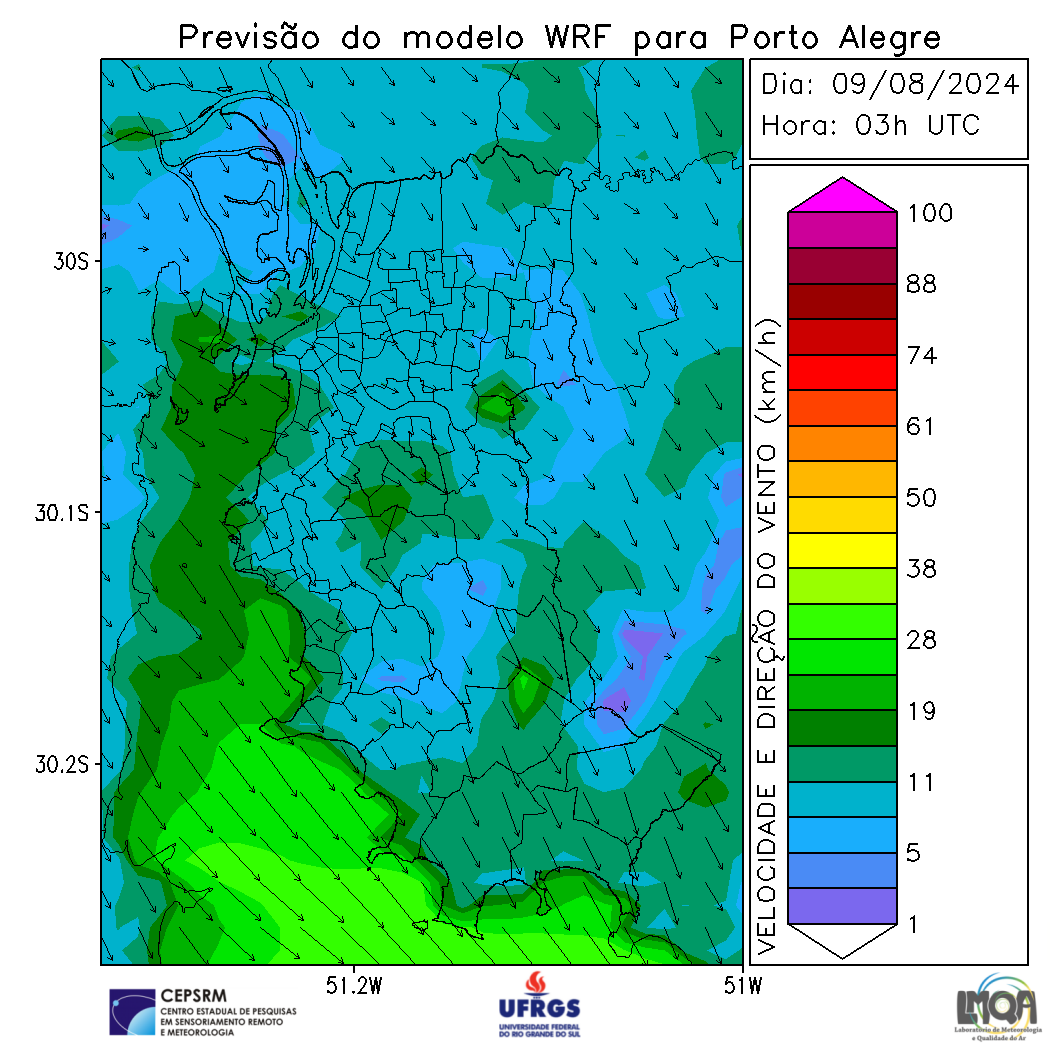 Previsão do modelo WRF para Porto Alegre
Dia: 09/08/2024
Hora: 03h UTC
30S
30.1S
30.2S
51.2W
51W
VELOCIDADE E DIREÇÃO DO VENTO (km/h)
100
88
74
61
50
38
28
19
11
5
1
CEPSRM
CENTRO ESTADUAL DE PESQUISAS
EM SENSORIAMENTO REMOTO
E METEOROLOGIA
UFRGS
UNIVERSIDADE FEDERAL
DO RIO GRANDE DO SUL
LMQA
Laboratório de Meteorologia
e Qualidade do Ar